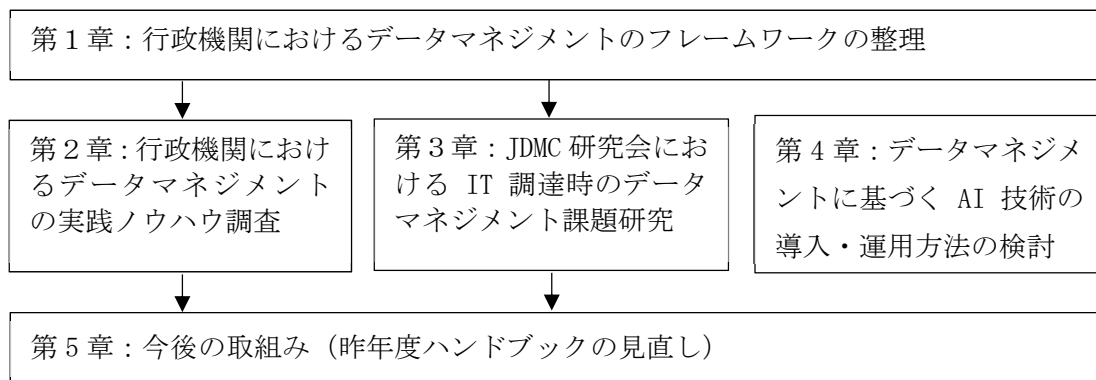 第１章：行政機関におけるデータマネジメントのフレームワークの整理
第２章：行政機関におけ
るデータマネジメント
の実践ノウハウ調査
第３章：JDMC 研究会にお
ける IT 調達時のデータ
マネジメント課題研究
第 4 章：データマネジメ
ントに基づく AI 技術の
導入・運用方法の検討
第５章：今後の取組み（昨年度ハンドブックの見直し）